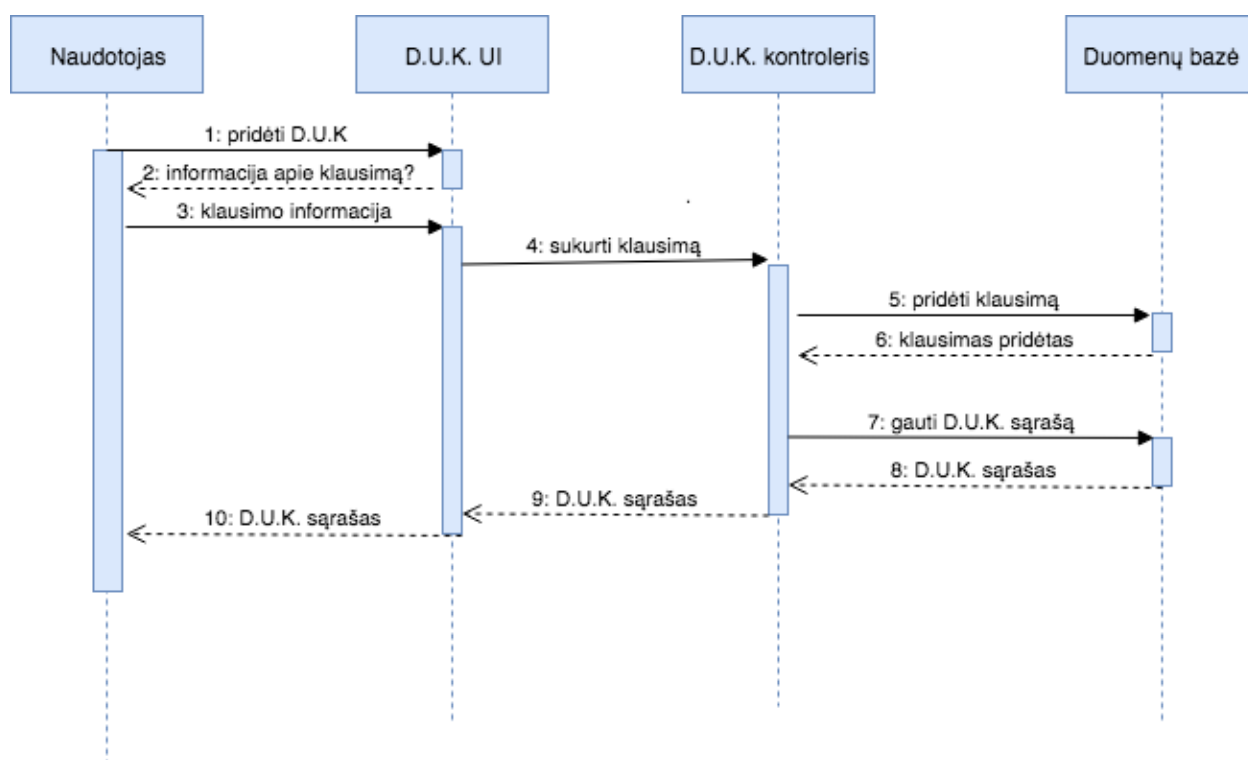 Naudotojas
D.U.K. UI
D.U.K. kontroleris
Duomenų bazė
1: pridėti D.U.K
2: informacija apie klausimą?
3: klausimo informacija
4: sukurti klausimą
5: pridėti klausimą
6: klausimas pridėtas
7: gauti D.U.K. sąrašą
8: D.U.K. sąrašas
9: D.U.K. sąrašas
10: D.U.K. sąrašas